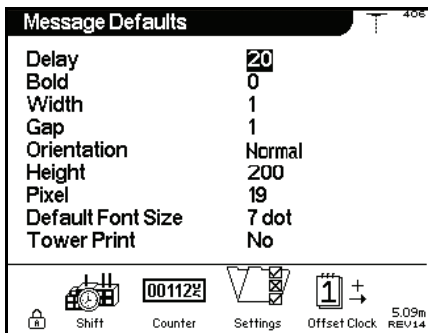 Message Defaults
406
Delay 20
Bold 0
Width 1
Gap 1
Orientation Normal
Height 200
Pixel 19
Default Font Size 7 dot
Tower Print No
00112
1
Shift Counter Settings Offset Clock 5.09m
REV14